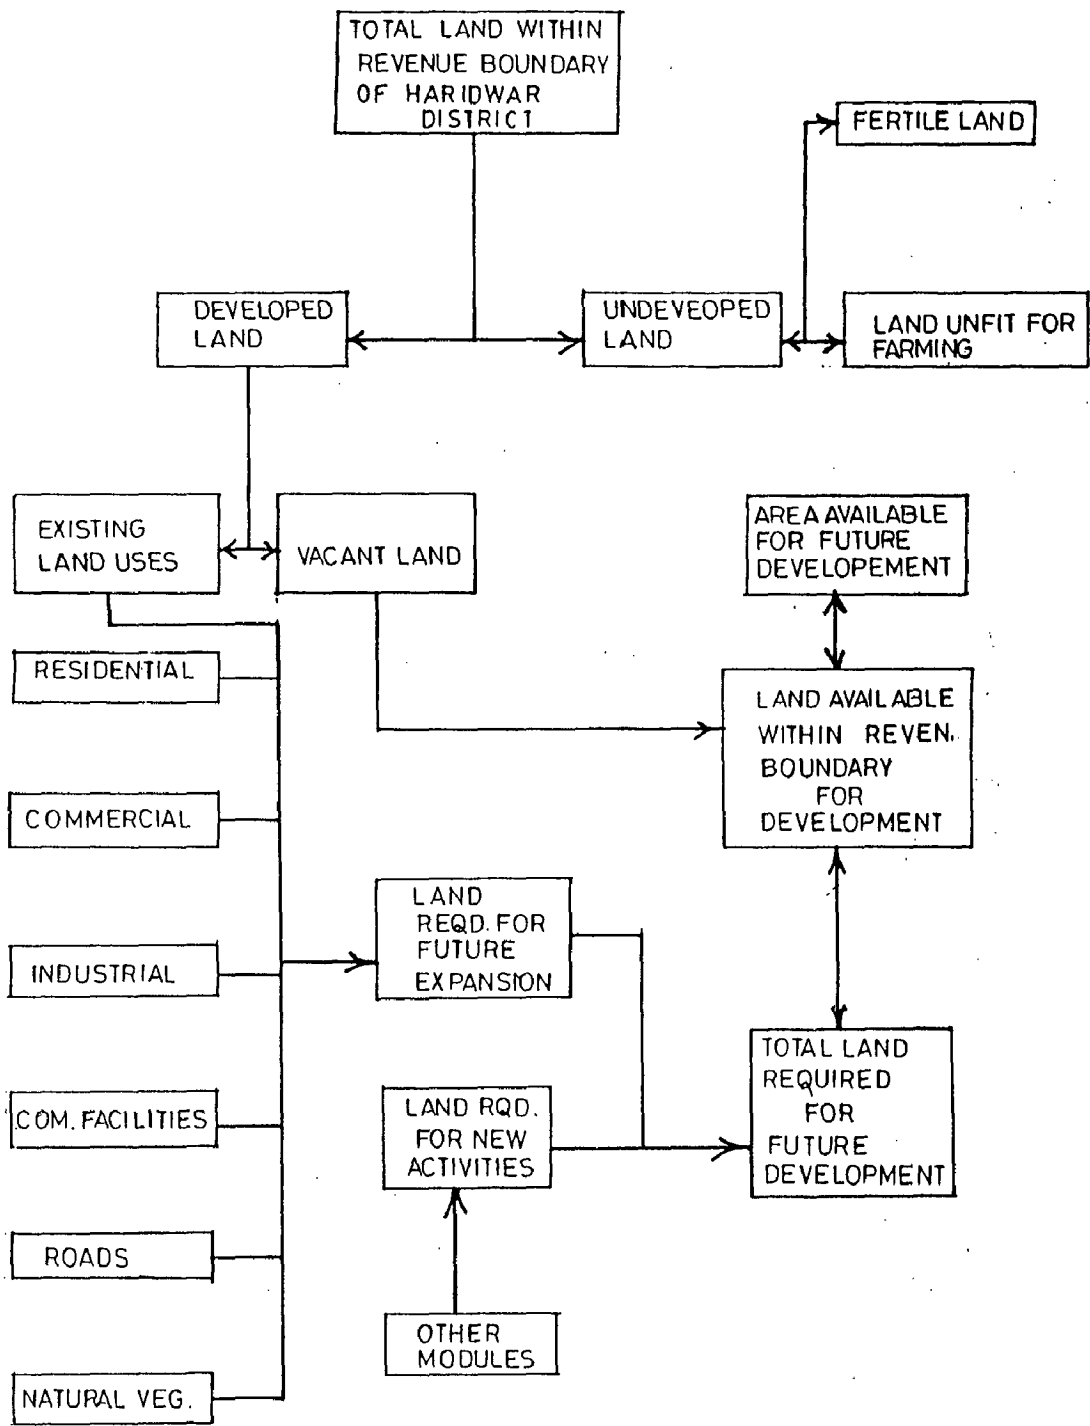 TOTAL LAND WITHIN
REVENUE BOUNDARY
OF HARIDWAR
DISTRICT
FERTILE LAND
DEVELOPED
LAND
UNDEVEOPED
LAND
LAND UNFIT FOR
FARMING
EXISTING
LAND USES
VACANT LAND
AREA AVAILABLE
FOR FUTURE
DEVELOPEMENT
RESIDENTIAL
LAND AVAILABLE
WITHIN REVEN.
BOUNDARY
FOR
DEVELOPMENT
COMMERCIAL
LAND
REQD. FOR
FUTURE
EXPANSION
INDUSTRIAL
TOTAL LAND
REQUIRED
FOR
FUTURE
DEVELOPMENT
COM. FACILITIES
LAND RQD.
FOR NEW
ACTIVITIES
ROADS
OTHER
MODULES
NATURAL VEG.